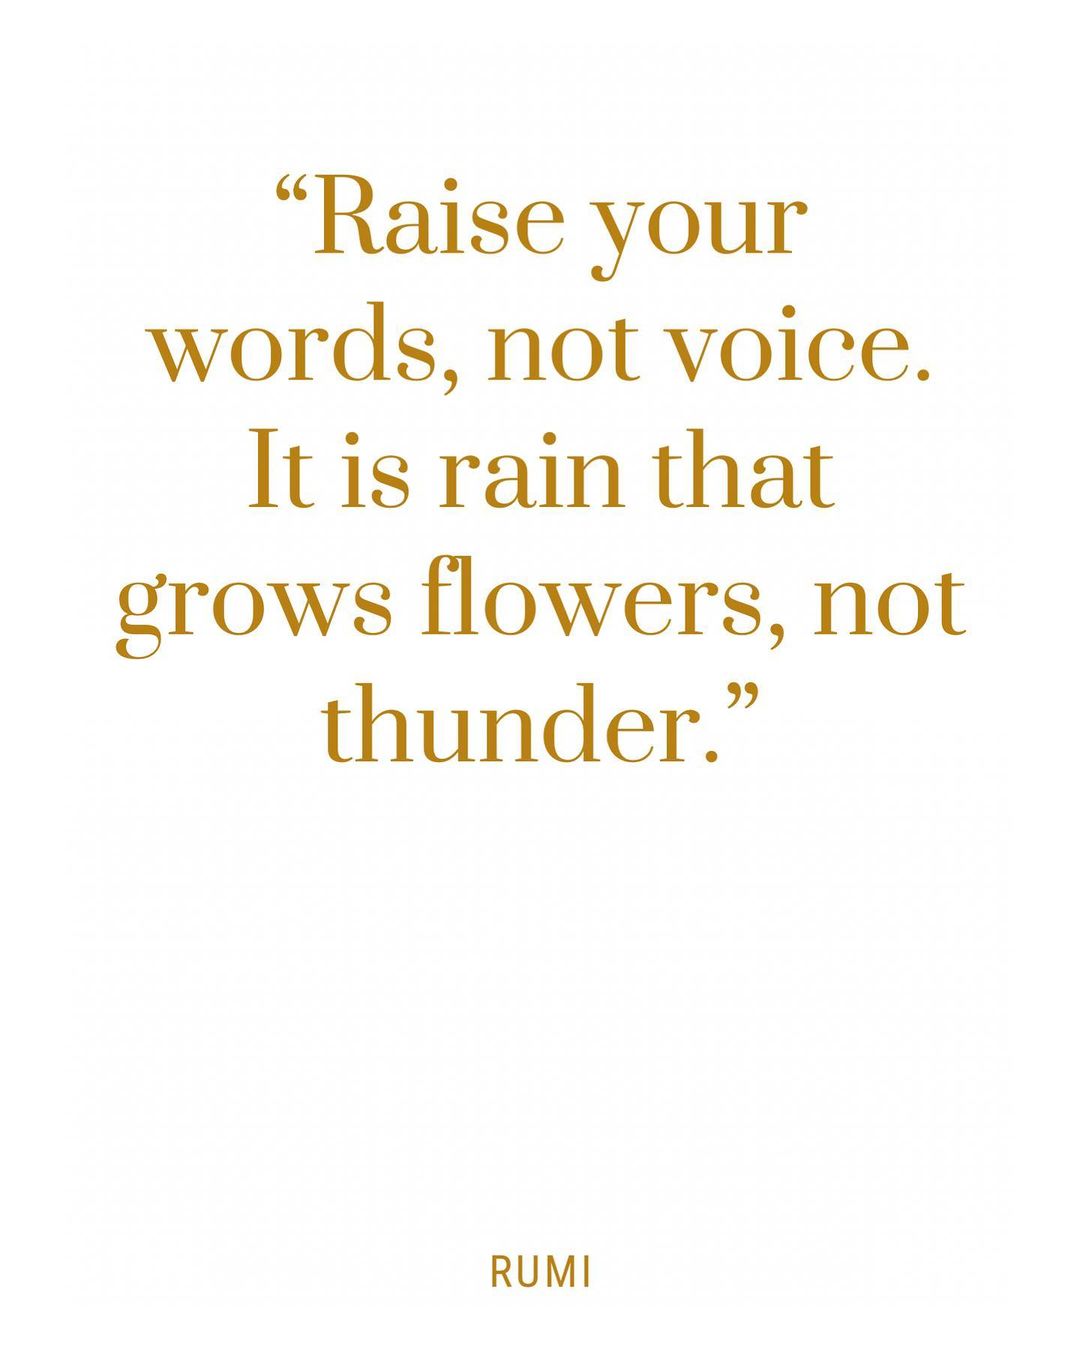 “Raise your
words, not voice.
It is rain that
grows flowers, not
thunder.”
RUMI